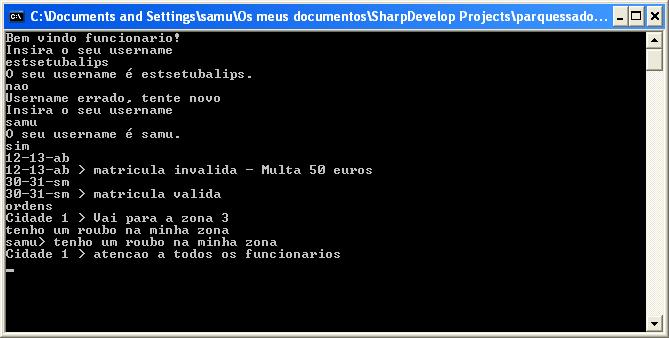 C:\Documents and Settings\samu\Os meus documentos\SharpDevelop Projects\parquessado...
Bem vindo funcionario!
Insira o seu username
estsetubalips
O seu username é estsetubalips.
nao
Username errado, tente novo
Insira o seu username
samu
O seu username é samu.
sim
12-13-ab
12-13-ab > matricula invalida - Multa 50 euros
30-31-sm
30-31-sm > matricula valida
ordens
Cidade 1 > Vai para a zona 3
tenho um roubo na minha zona
samu> tenho um roubo na minha zona
Cidade 1 > atencao a todos os funcionarios